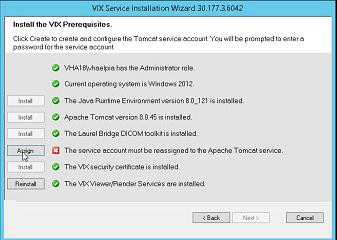 VIX Service Installation Wizard 30.177.3.6042
Install the VIX Prerequisites.
Click Create to create and configure the Tomcat service account. You will be prompted to enter a
password for the service account.
VHA18\vhaelpia has the Administrator role.
Current operating system is Windows 2012.
Install The Java Runtime Environment version 8.0_121 is installed.
Install Apache Tomcat version 8.0.45 is installed.
Install The Laurel Bridge DICOM toolkit is installed.
Assign The service account must be reassigned to the Apache Tomcat service.
Install The VIX security certificate is installed.
Reinstall The VIX Viewer/Render Services are installed.
< Back Next > Cancel